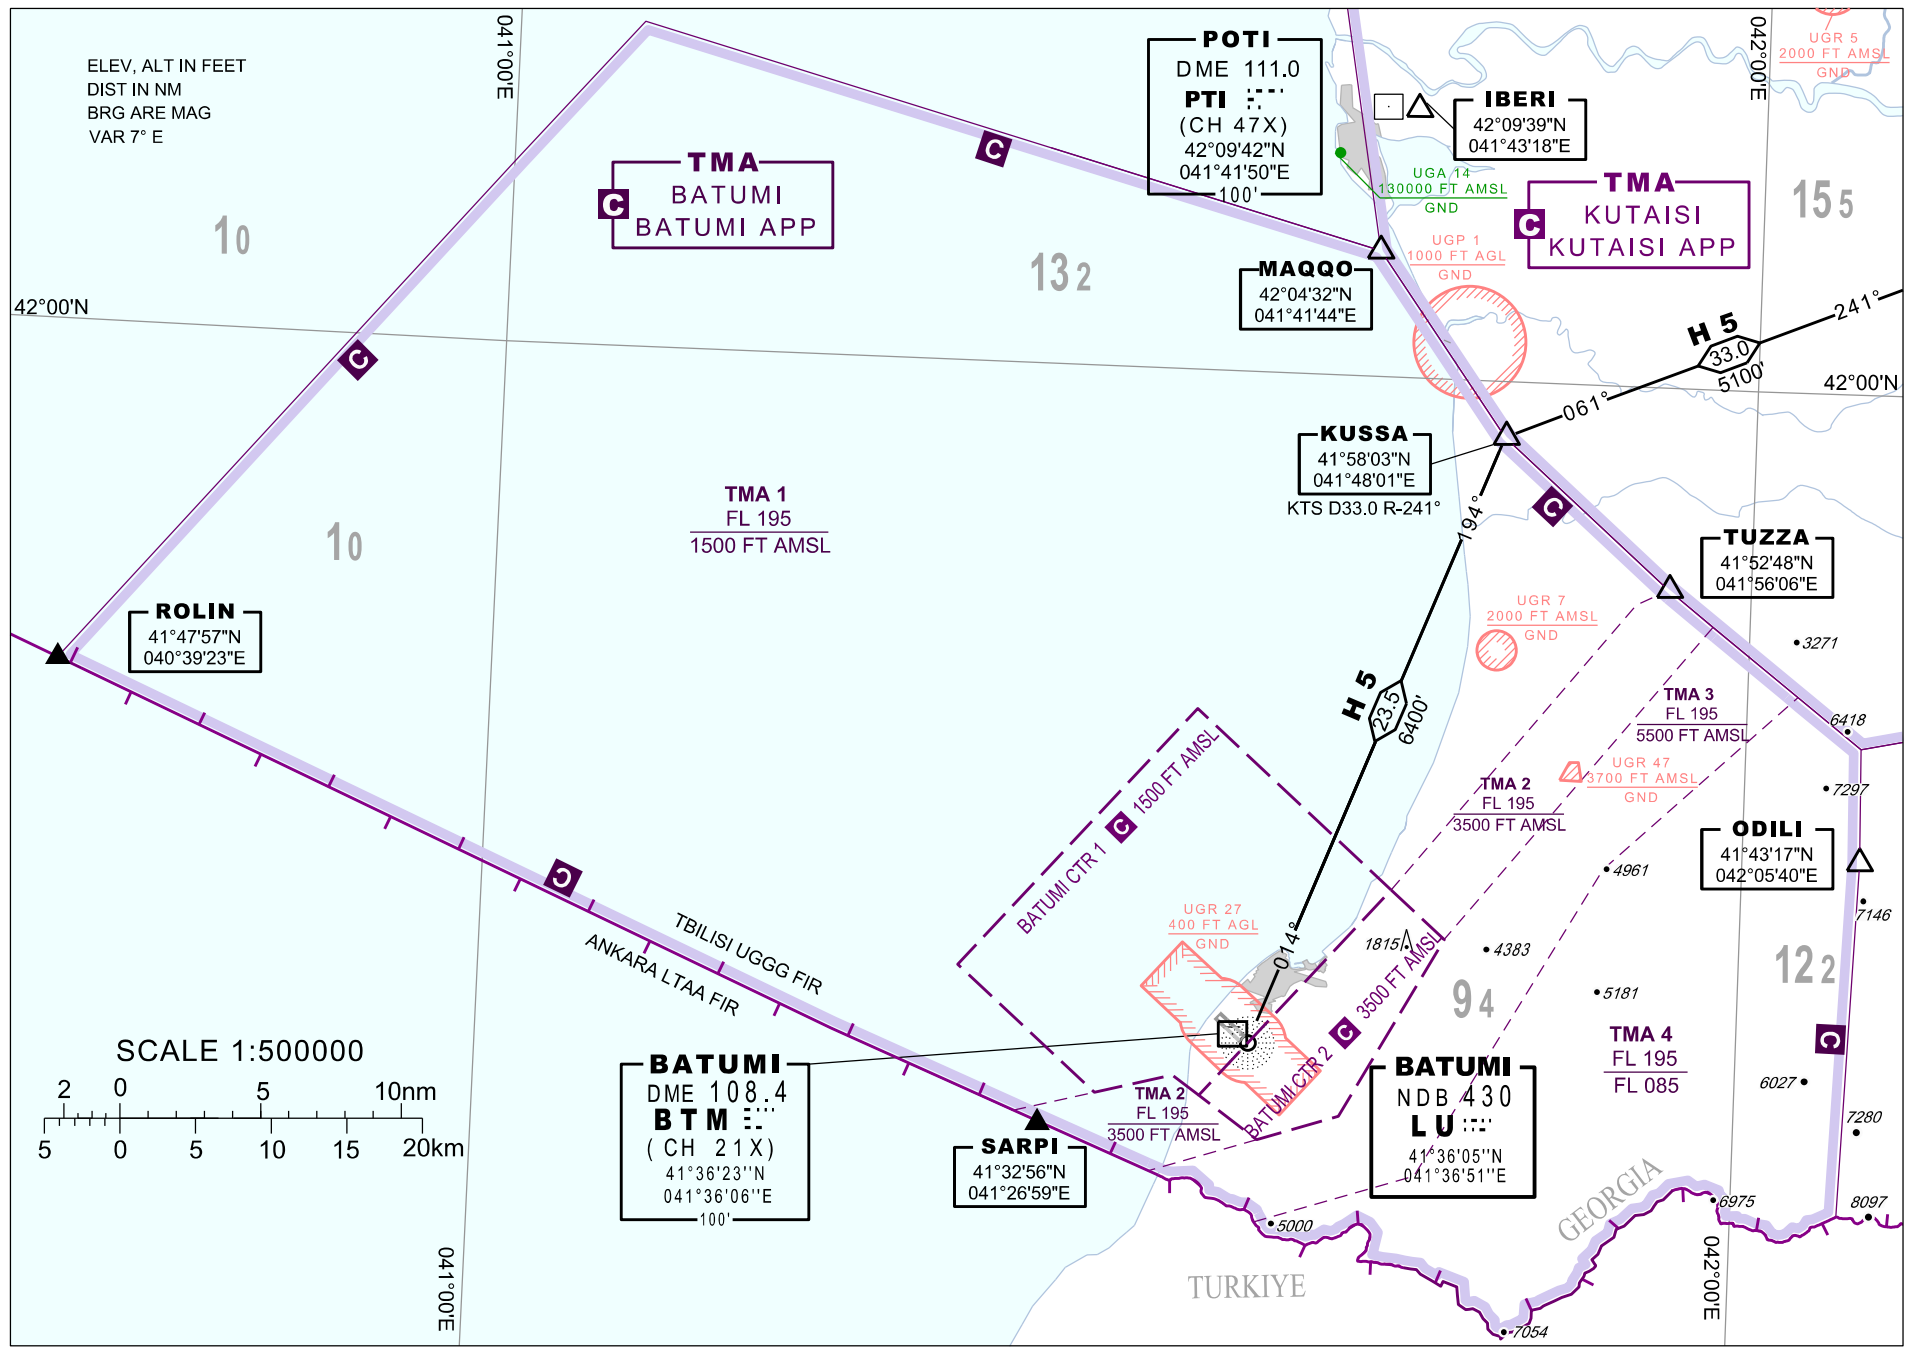 ELEV, ALT IN FEET
DIST IN NM
BRG ARE MAG
VAR 7° E
041°00'E
042°00'E
POTI
DME 111.0
PTI
(CH 47X)
42°09'42"N
041°41'50"E
100'
IBERI
42°09'39"N
041°43'18"E
UGR 5
2000 FT AMSL
GND
TMA
C BATUMI
BATUMI APP
C
UGA 14
130000 FT AMSL
GND
TMA
C KUTAISI
KUTAISI APP
15 5
10
13 2
UGP 1
1000 FT AGL
GND
MAQQO
42°04'32"N
041°41'44"E
42°00'N
C
H 5
33.0
5100'
241°
061°
42°00'N
KUSSA
41°58'03"N
041°48'01"E
KTS D33.0 R-241°
194°
C
10
TMA 1
FL 195
1500 FT AMSL
TUZZA
41°52'48"N
041°56'06"E
ROLIN
41°47'57"N
040°39'23"E
UGR 7
2000 FT AMSL
GND
3271
H 5
23.5
6400'
TMA 3
FL 195
5500 FT AMSL
6418
UGR 47
3700 FT AMSL
GND
TMA 2
FL 195
3500 FT AMSL
7297
BATUMI CTR 1 C 1500 FT AMSL
ODILI
41°43'17"N
042°05'40"E
4961
7146
C
TBILISI UGGG FIR
ANKARA LTAA FIR
UGR 27
400 FT AGL
GND
014°
1815
4383
5181
9 4
12 2
BATUMI CTR 2 C 3500 FT AMSL
C
TMA 4
FL 195
FL 085
6027
7280
SCALE 1:500000
2 0 5 10nm
5 0 5 10 15 20km
BATUMI
DME 108.4
BTM
( CH 21X)
41°36'23''N
041°36'06''E
100'
TMA 2
FL 195
3500 FT AMSL
BATUMI
NDB 430
LU
41°36'05''N
041°36'51''E
SARPI
41°32'56"N
041°26'59"E
5000
GEORGIA
6975
8097
TURKIYE
7054
041°00'E
042°00'E